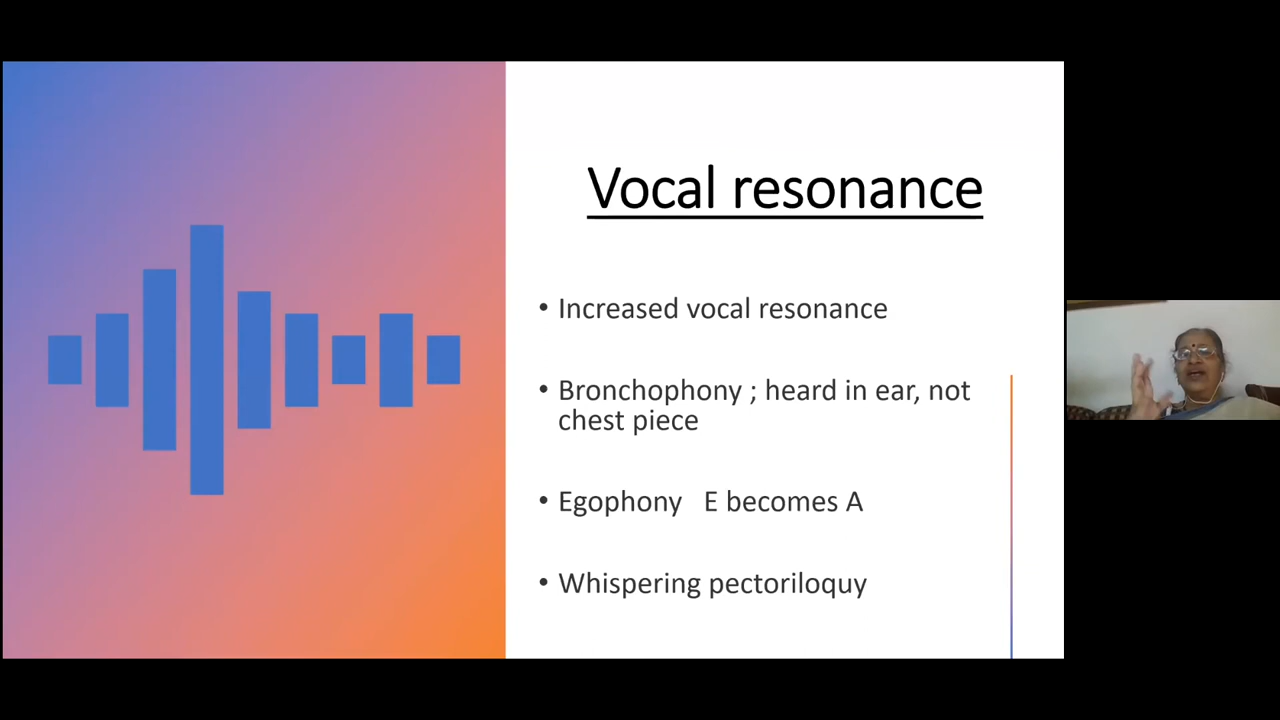 Vocal resonance
• Increased vocal resonance
• Bronchophony ; heard in ear, not
chest piece
• Egophony   E becomes A
• Whispering pectoriloquy